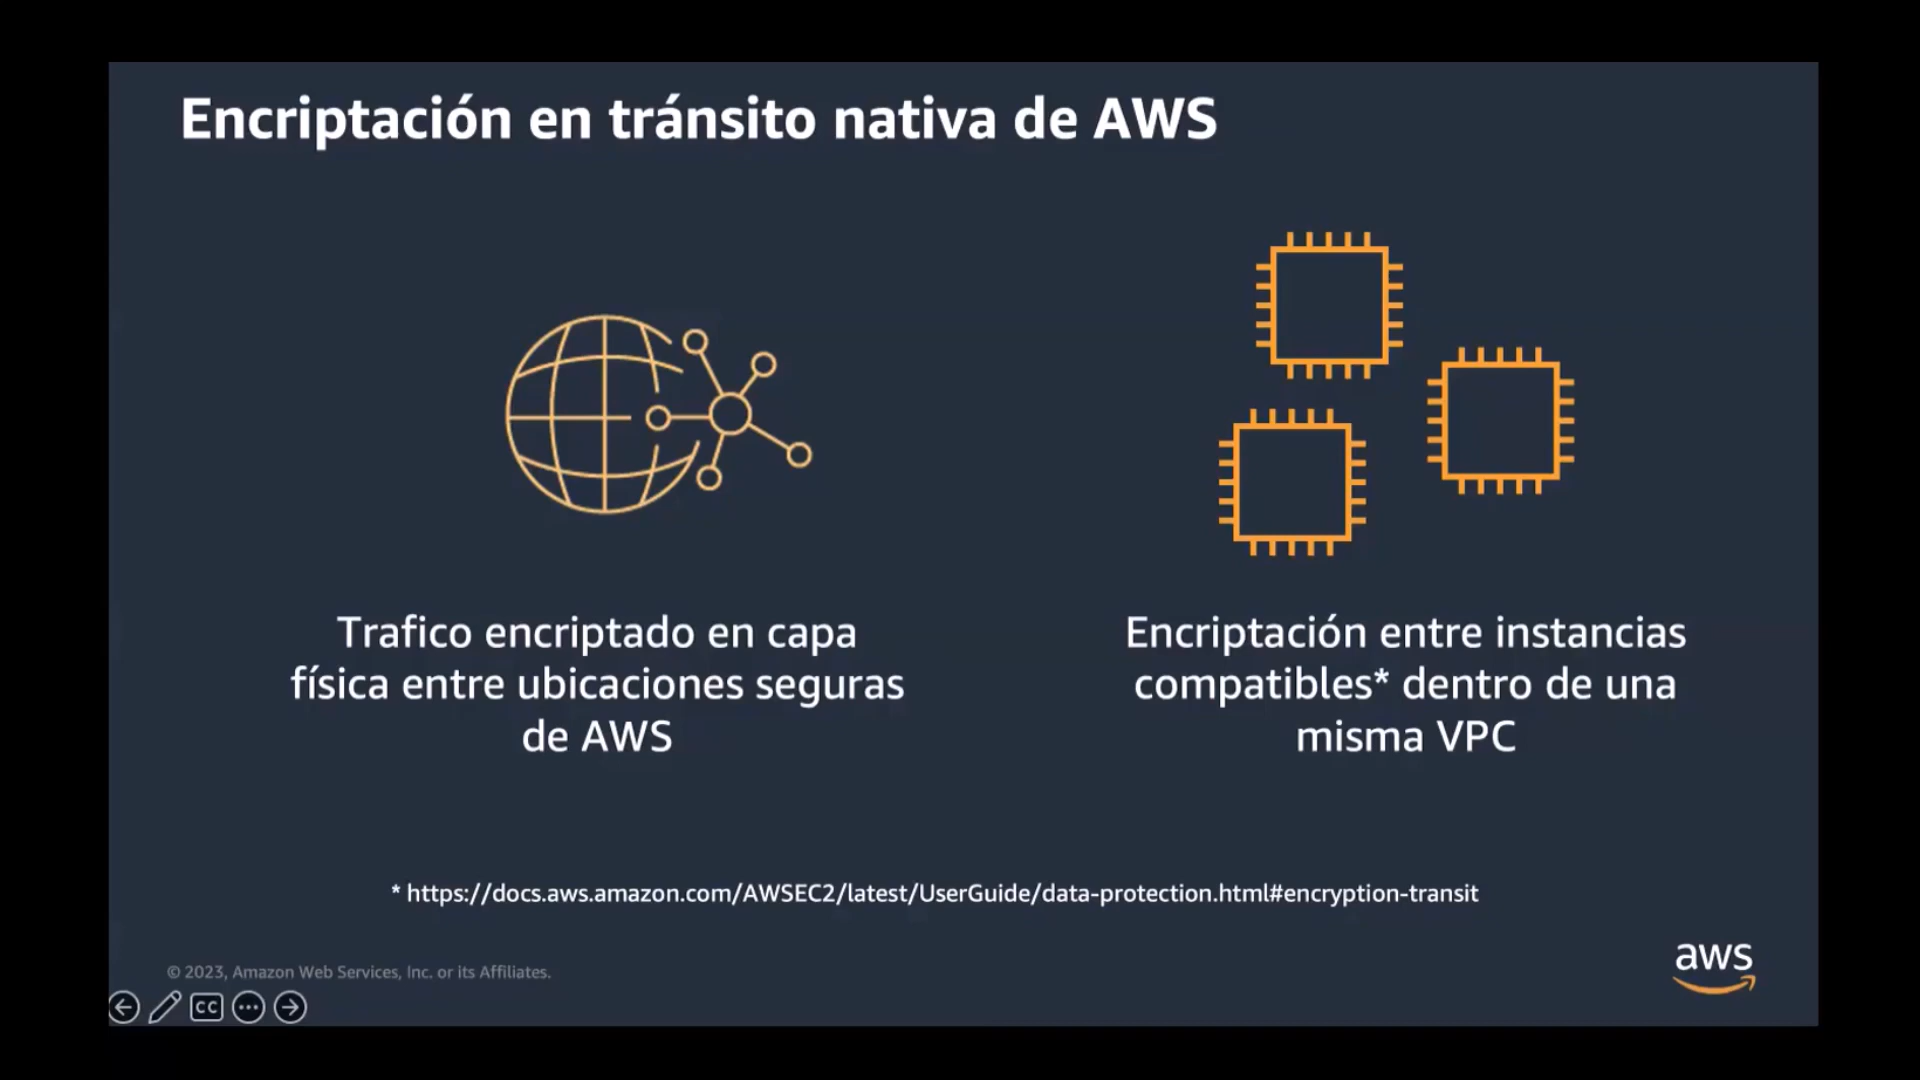 Encriptación en tránsito nativa de AWS
Trafico encriptado en capa
física entre ubicaciones seguras
de AWS
Encriptación entre instancias
compatibles* dentro de una
misma VPC
* https://docs.aws.amazon.com/AWSEC2/latest/UserGuide/data-protection.html#encryption-transit
© 2023, Amazon Web Services, Inc. or its Affiliates.
aws
CC